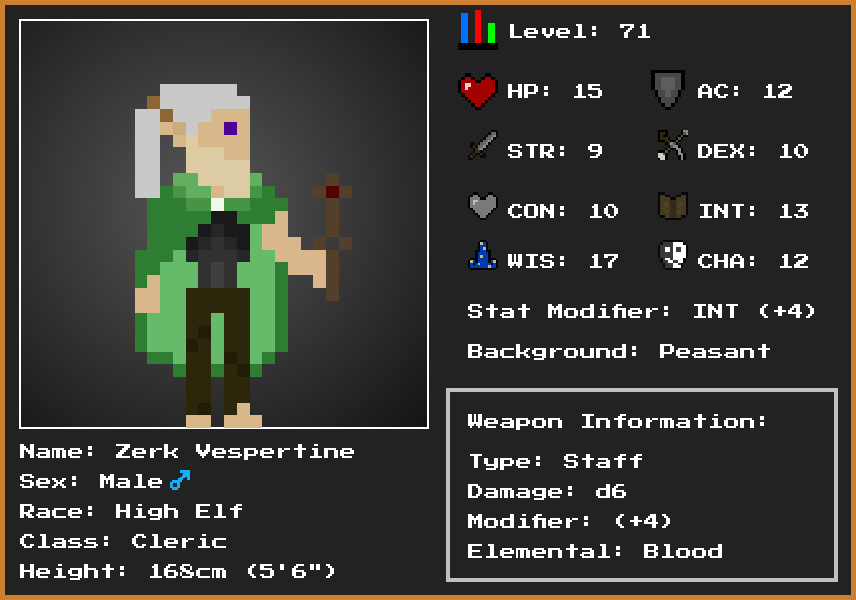 Level: 71
HP: 15 AC: 12
STR: 9 DEX: 10
CON: 10 INT: 13
WIS: 17 CHA: 12
Stat Modifier: INT (+4)
Background: Peasant
Weapon Information:
Type: Staff
Damage: d6
Modifier: (+4)
Elemental: Blood
Name: Zerk Vespertine
Sex: Male ♂
Race: High Elf
Class: Cleric
Height: 168cm (5'6")